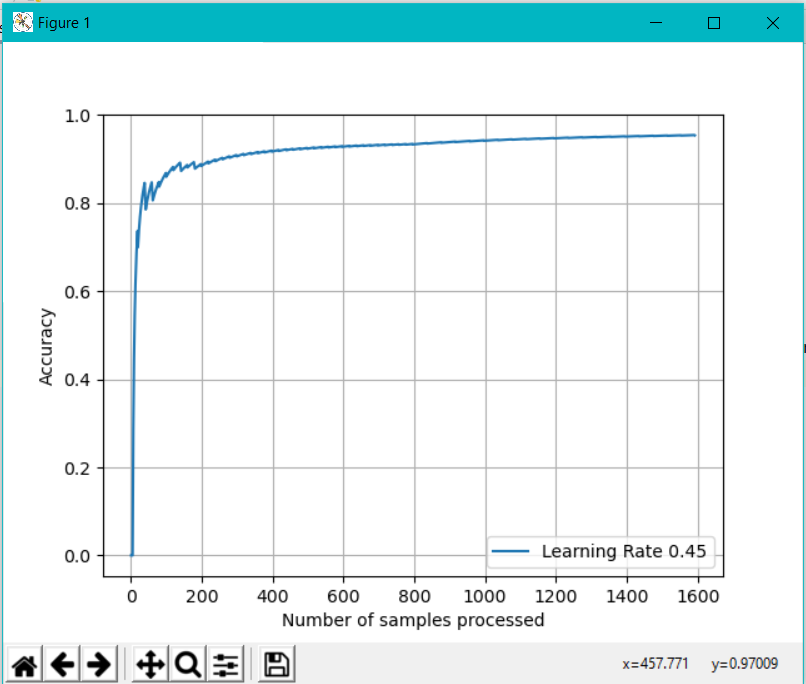 Figure 1
1.0
0.8
0.6
0.4
0.2
0.0
Accuracy
Learning Rate 0.45
0 200 400 600 800 1000 1200 1400 1600
Number of samples processed
x=457.771 y=0.97009